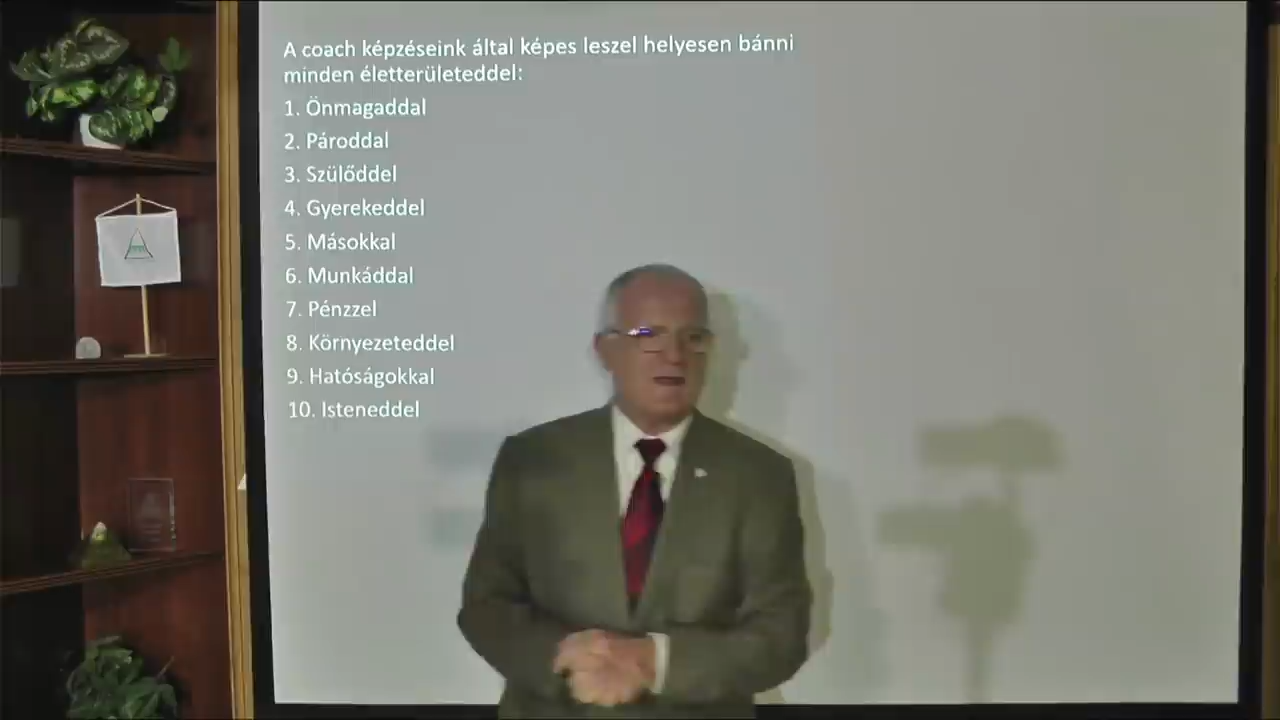 A coach képzéseink által képes leszel helyesen bánni
minden életterületeddel:
1. Önmagaddal
2. Pároddal
3. Szülőddel
4. Gyerekeddel
5. Másokkal
6. Munkáddal
7. Pénzzel
8. Környezeteddel
9. Hatóságokkal
10. Isteneddel